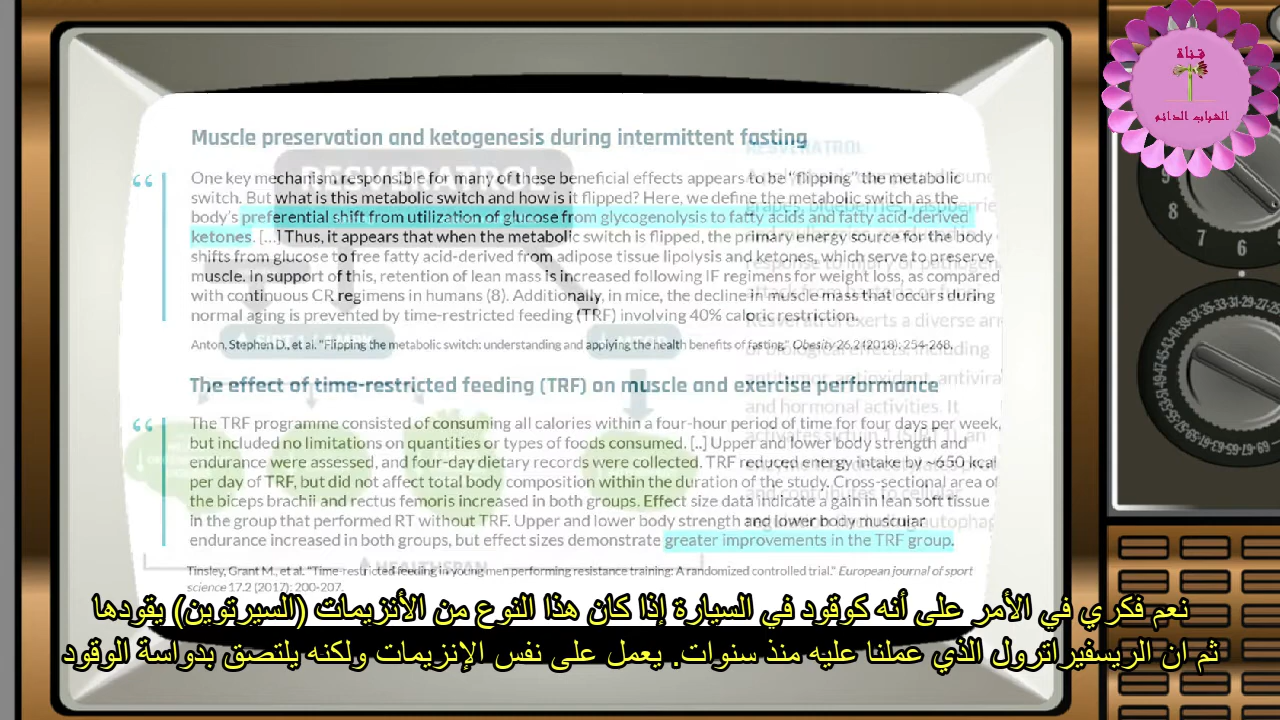 قناة
الشباب الدائم
Muscle preservation and ketogenesis during intermittent fasting
RESVERATROL
RESVERATROL
One key mechanism responsible for many of these beneficial effects appears to be “flipping” the metabolic
switch. But what is this metabolic switch and how is it flipped? Here, we define the metabolic switch as the
body's preferential shift from utilization of glucose from glycogenolysis to fatty acids and fatty acid-derived
ketones. [...] Thus, it appears that when the metabolic switch is flipped, the primary energy source for the body
shifts from glucose to free fatty acid-derived from adipose tissue lipolysis and ketones, which serve to preserve
muscle. In support of this, retention of lean mass is increased following IF regimens for weight loss, as compared
with continuous CR regimens in humans (8). Additionally, in mice, the decline in muscle mass that occurs during
normal aging is prevented by time-restricted feeding (TRF) involving 40% caloric restriction.
Anton, Stephen D., et al. "Flipping the metabolic switch: understanding and applying the health benefits of fasting." Obesity 26.2 (2018): 254-268.
The effect of time-restricted feeding (TRF) on muscle and exercise performance
The TRF programme consisted of consuming all calories within a four-hour period of time for four days per week,
but included no limitations on quantities or types of foods consumed. [..] Upper and lower body strength and
endurance were assessed, and four-day dietary records were collected. TRF reduced energy intake by ~650 kcal
per day of TRF, but did not affect total body composition within the duration of the study. Cross-sectional area of
the biceps brachii and rectus femoris increased in both groups. Effect size data indicate a gain in lean soft tissue
in the group that performed RT without TRF. Upper and lower body strength and lower body muscular
endurance increased in both groups, but effect sizes demonstrate greater improvements in the TRF group.
HEALTHSPAN
Tinsley, Grant M., et al. "Time-restricted feeding in young men performing resistance training: A randomized controlled trial." European journal of sport
science 17.2 (2017): 200-207.
نعم فكري في الأمر على أنه كوقود في السيارة إذا كان هذا النوع من الأنزيمات (السيرتوين) يقودها
ثم ان الريسفيراترول الذي عملنا عليه منذ سنوات. يعمل على نفس الإنزيمات ولكنه يلتصق بدواسة الوقود